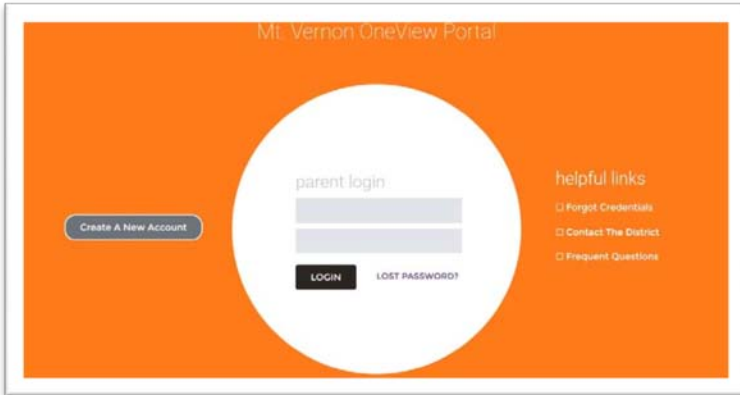 Mt. Vernon OneView Portal
parent login
LOGIN
LOST PASSWORD?
Create A New Account
helpful links
Forgot Credentials
Contact The District
Frequent Questions